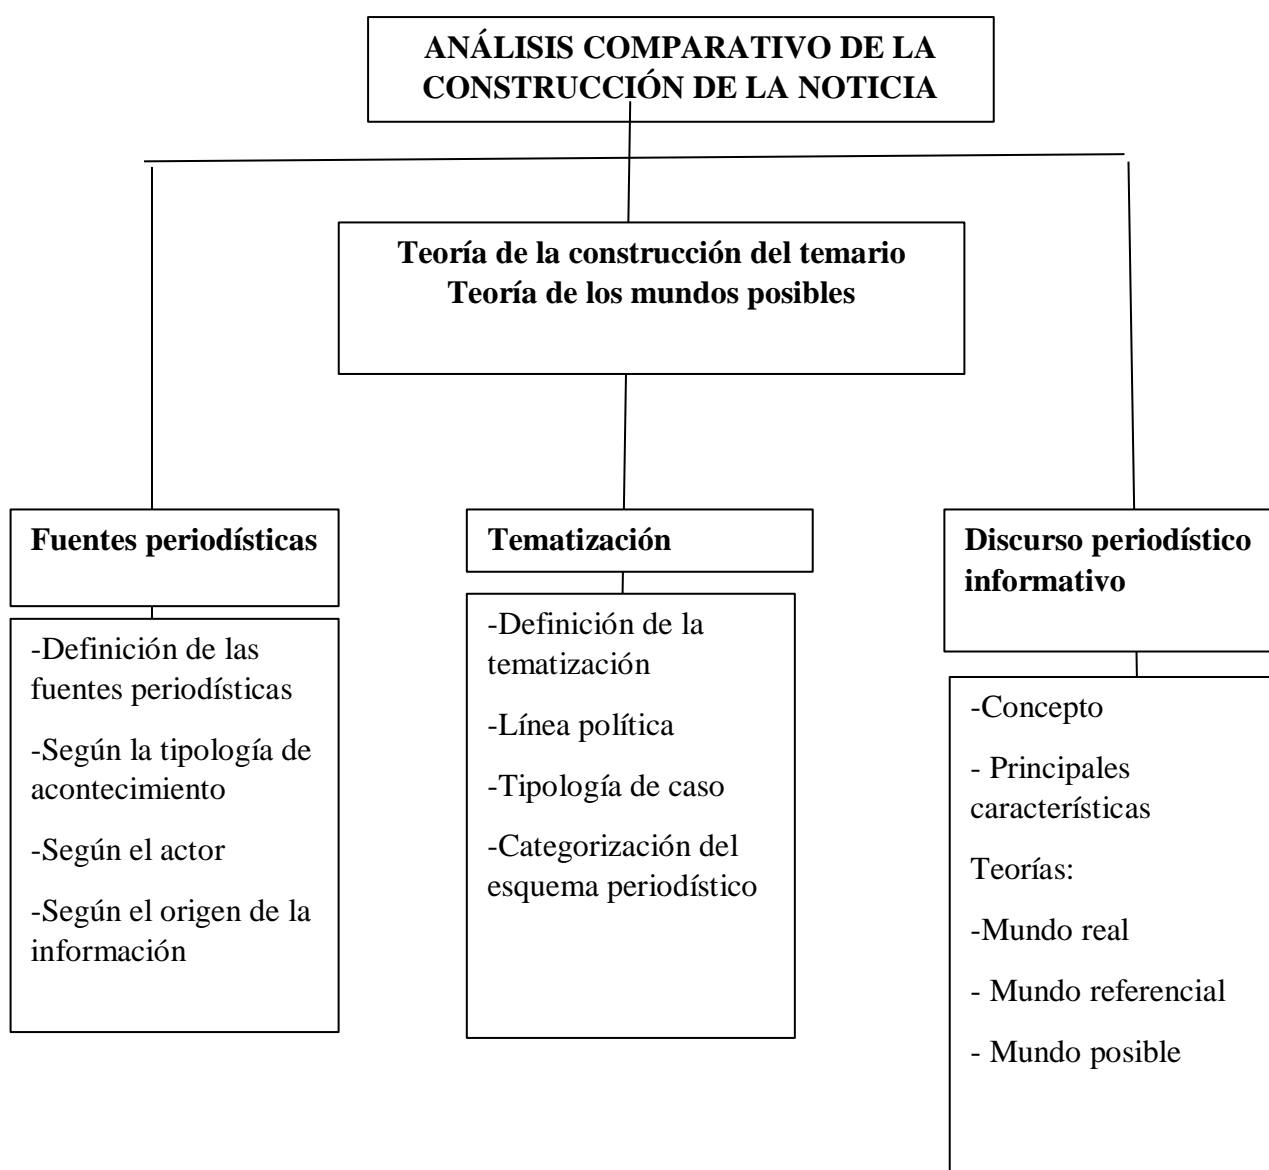 ANÁLISIS COMPARATIVO DE LA
CONSTRUCCIÓN DE LA NOTICIA
Teoría de la construcción del temario
Teoría de los mundos posibles
Fuentes periodísticas
-Definición de las
fuentes periodísticas
-Según la tipología de
acontecimiento
-Según el actor
-Según el origen de la
información
Tematización
-Definición de la
tematización
-Línea política
-Tipología de caso
-Categorización del
esquema periodístico
Discurso periodístico
informativo
-Concepto
- Principales
característicias
Teorías:
-Mundo real
- Mundo referencial
- Mundo posible